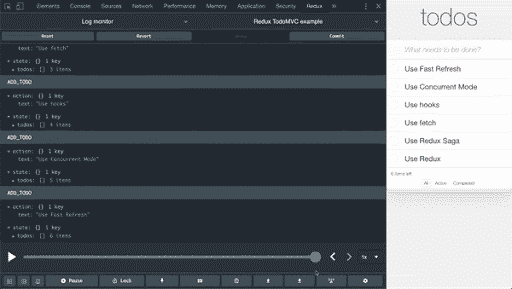 Elements Console Sources Network Performance Memory Application Security Redux
Log monitor
Redux TodoMVC example
Reset
Revert
Commit
text: "Use fetch"
state: {} 1 key
todos: [] 3 items
ADD_TODO
action: {} 1 key
text: "Use hooks"
state: {} 1 key
todos: [] 4 items
ADD_TODO
action: {} 1 key
text: "Use Concurrent Mode"
state: {} 1 key
todos: [] 5 items
ADD_TODO
action: {} 1 key
text: "Use Fast Refresh"
state: {} 1 key
todos: [] 6 items
1x
Pause
Lock
todos
What needs to be done?
Use Fast Refresh
Use Concurrent Mode
Use hooks
Use fetch
Use Redux Saga
Use Redux
6 items left
All Active Completed